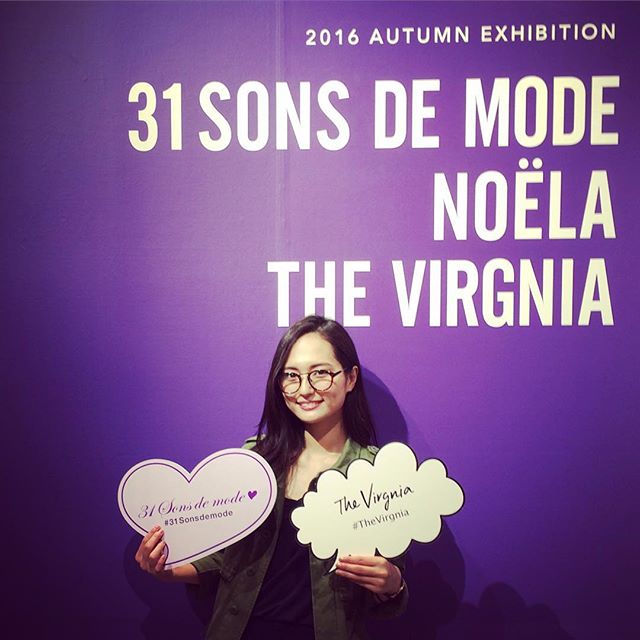 2016 AUTUMN EXHIBITION
31 SONS DE MODE
NOËLA
THE VIRGNIA
31 Sons de mode♥
#31Sonsdemode
The Virgnia
#TheVirgnia